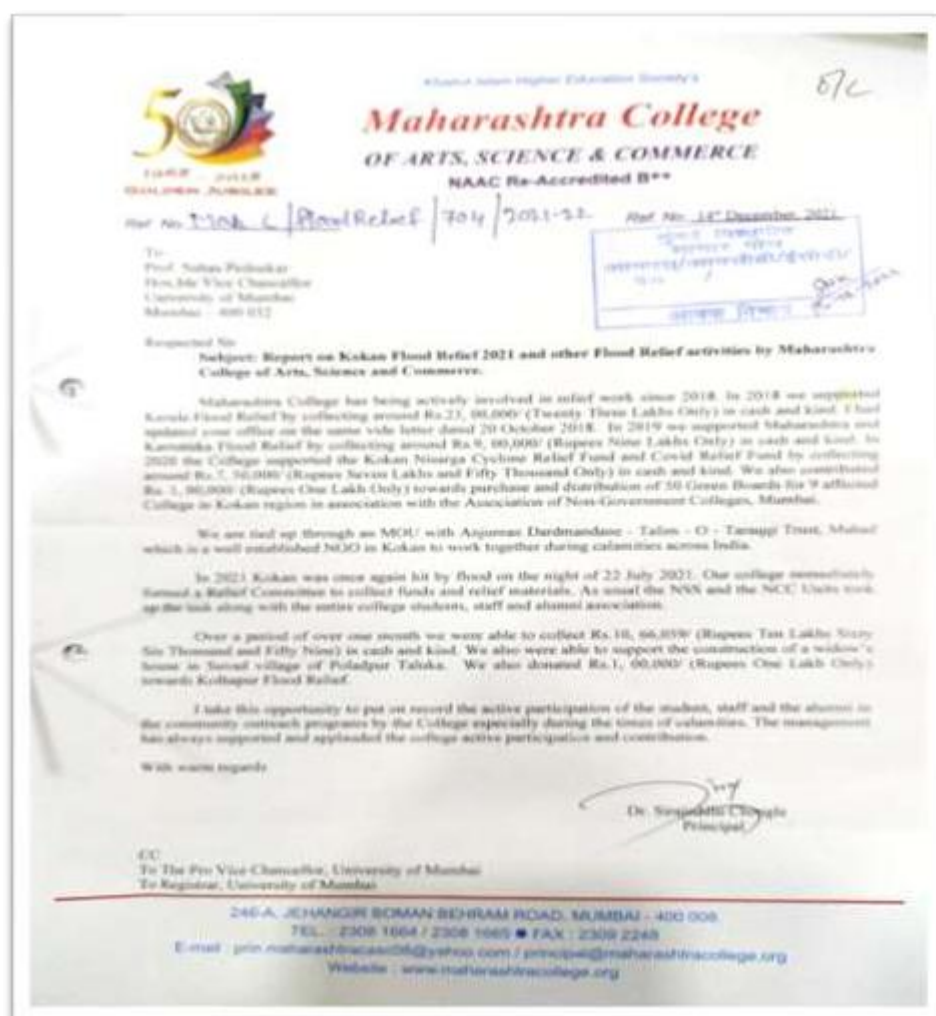 Khairul Islam Higher Education Society's
O/C
Maharashtra College
OF ARTS, SCIENCE & COMMERCE
NAAC Re-Accredited B++
50
1968 - 2018
GOLDEN JUBILEE
Ref No Mah C / Flood Relief / 704 / 2021-22
Ref No 14th December, 2021
To
Prof. Suhas Pednekar
Hon,ble Vice Chancellor
University of Mumbai
Mumbai - 400 032
Respected Sir
Subject: Report on Kokan Flood Relief 2021 and other Flood Relief activities by Maharashtra
College of Arts, Science and Commerce.
Maharashtra College has being actively involved in relief work since 2018. In 2018 we supported
Kerala Flood Relief by collecting around Rs.23, 00,000/ (Twenty Three Lakhs Only) in cash and kind. I had
updated your office on the same vide letter dated 20 October 2018. In 2019 we supported Maharashtra and
Karnataka Flood Relief by collecting around Rs.9, 00,000/ (Rupees Nine Lakhs Only) in cash and kind. In
2020 the College supported the Kokan Nisarga Cyclone Relief Fund and Covid Relief Fund by collecting
around Rs.7, 50,000/ (Rupees Seven Lakhs and Fifty Thousand Only) in cash and kind. We also contributed
Rs. 1, 00,000/ (Rupees One Lakh Only) towards purchase and distribution of 50 Green Boards for 9 affected
College in Kokan region in association with the Association of Non-Government Colleges, Mumbai.
We are tied up through an MOU with Anjuman Dardmandane - Talim - O - Taraqqi Trust, Mahad
which is a well established NGO in Kokan to work together during calamities across India.
In 2021 Kokan was once again hit by flood on the night of 22 July 2021. Our college immediately
formed a Relief Committee to collect funds and relief materials. As usual the NSS and the NCC Units took
up the task along with the entire college students, staff and alumni association.
Over a period of over one month we were able to collect Rs.10, 66,059/ (Rupees Ten Lakhs Sixty
Six Thousand and Fifty Nine) in cash and kind. We also were able to support the construction of a widow's
house in village of Poladpur Taluka. We also donated Rs.1, 00,000/ (Rupees One Lakh Only)
towards Kolhapur Flood Relief.
I take this opportunity to put on record the active participation of the student, staff and the alumni in
the community outreach programs by the College especially during the times of calamities. The management
has always supported and applauded the college active participation and contribution.
With warm regards
Dr. Sirajuddin Chougle
Principal
CC
To The Pro Vice-Chancellor, University of Mumbai
To Registrar, University of Mumbai
246-A, JEHANGIR BOMAN BEHRAM ROAD, MUMBAI - 400 008
TEL. : 2308 1664 / 2308 1665 ■ FAX : 2309 2248
E-mail : prin.maharashtracasc08@yahoo.com / principal@maharashtracollege.org
Website : www.maharashtracollege.org